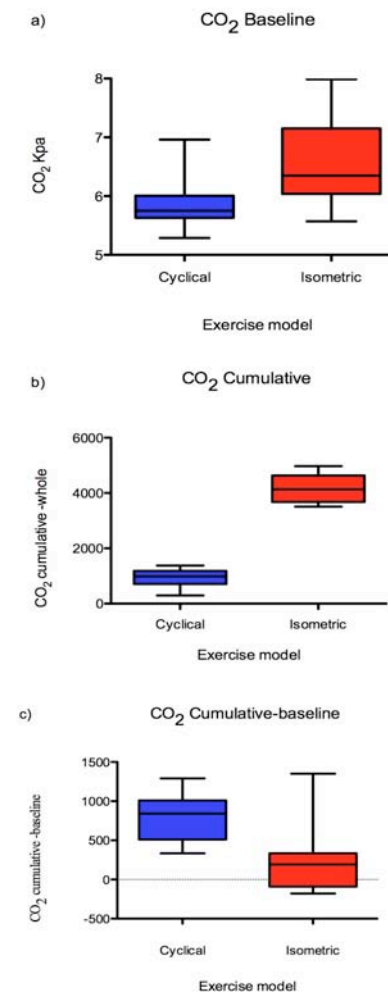 a) CO2 Baseline
8
7
6
5
CO2 Kpa
Cyclical Isometric
Exercise model
b) CO2 Cumulative
6000
4000
2000
0
CO2 cumulative -whole
Cyclical Isometric
Exercise model
c) CO2 Cumulative-baseline
1500
1000
500
0
-500
CO2 cumulative -baseline
Cyclical Isometric
Exercise model